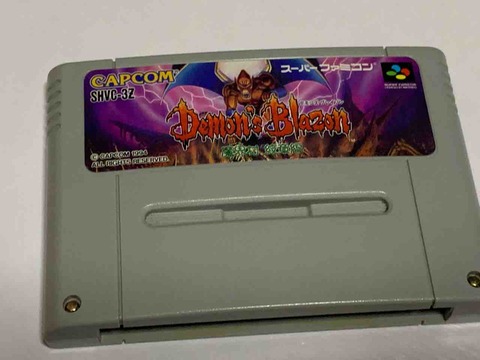 CAPCOM
スーパーファミコン
SHVC-3Z
Demon's Blazon
© CAPCOM 1994
ALL RIGHTS RESERVED.